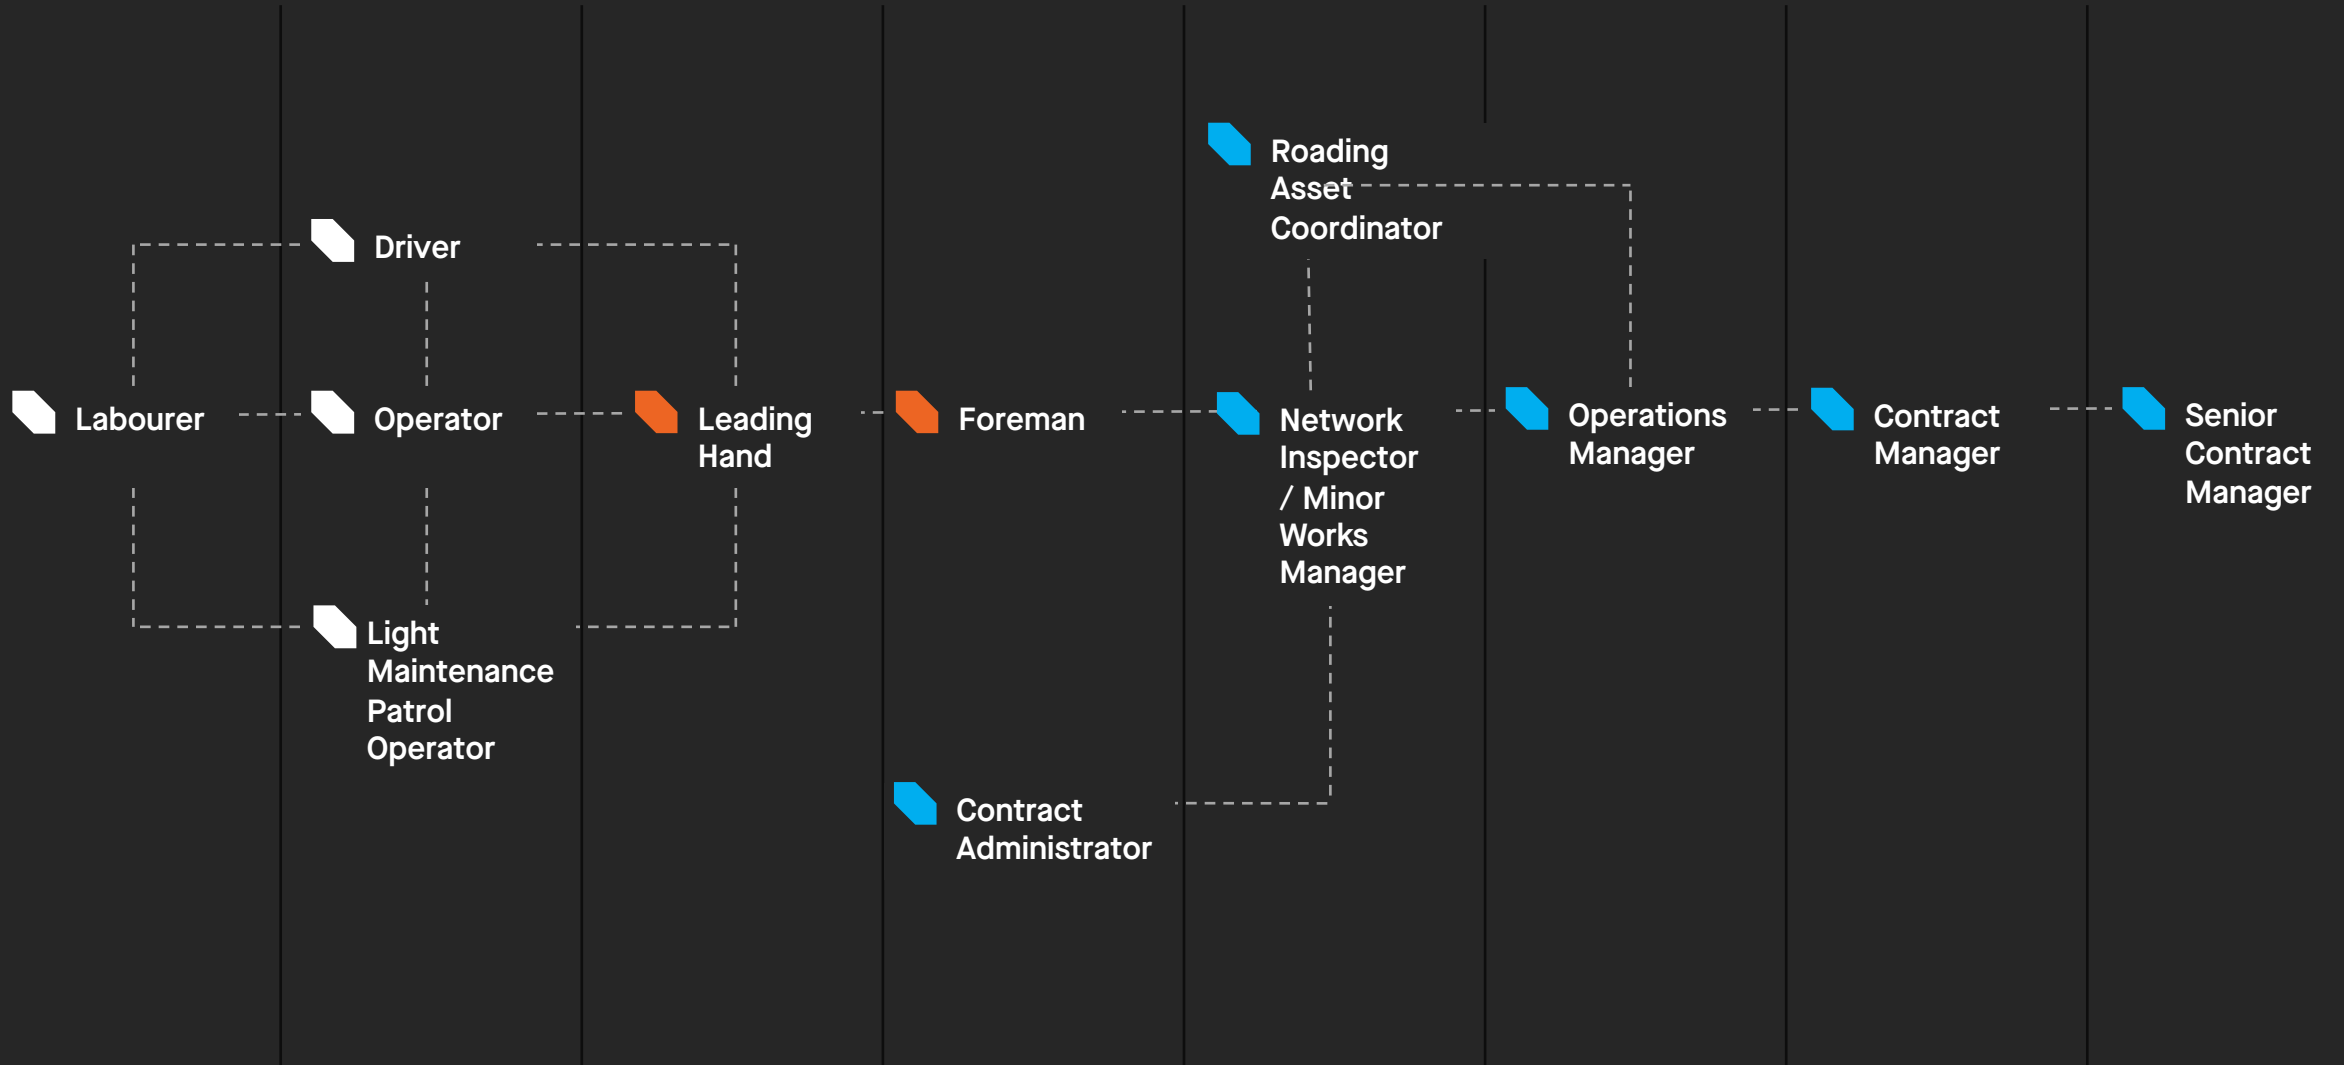 Labourer
Driver
Operator
Light
Maintenance
Patrol
Operator
Leading
Hand
Foreman
Contract
Administrator
Roading
Asset
Coordinator
Network
Inspector
/ Minor
Works
Manager
Operations
Manager
Contract
Manager
Senior
Contract
Manager